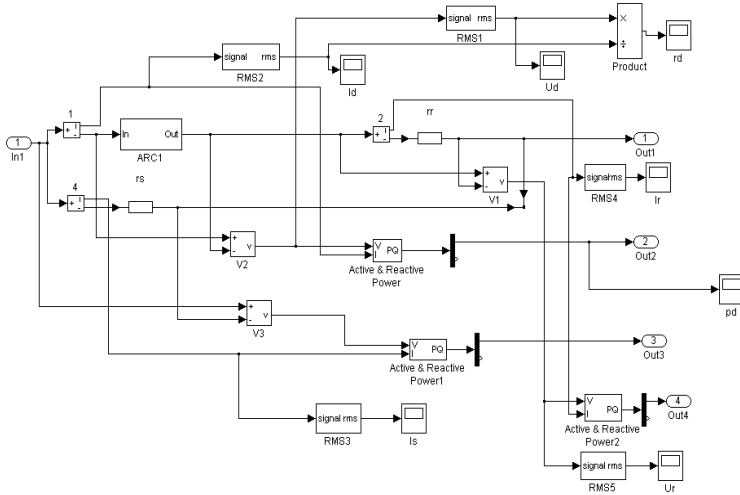 signal rms
RMS1
×
÷
Product
rd
signal rms
RMS2
Id
Ud
1
+
i
-
2
+
i
-
rr
1
In1
In
Out
ARC1
1
Out1
rs
4
+
i
-
+
-
v
V1
signalrms
RMS4
Ir
+
-
v
V2
V
I
PQ
Active & Reactive
Power
2
Out2
pd
+
-
v
V3
V
I
PQ
Active & Reactive
Power1
3
Out3
V
I
PQ
Active & Reactive
Power2
4
Out4
signal rms
RMS3
Is
signal rms
RMS5
Ur